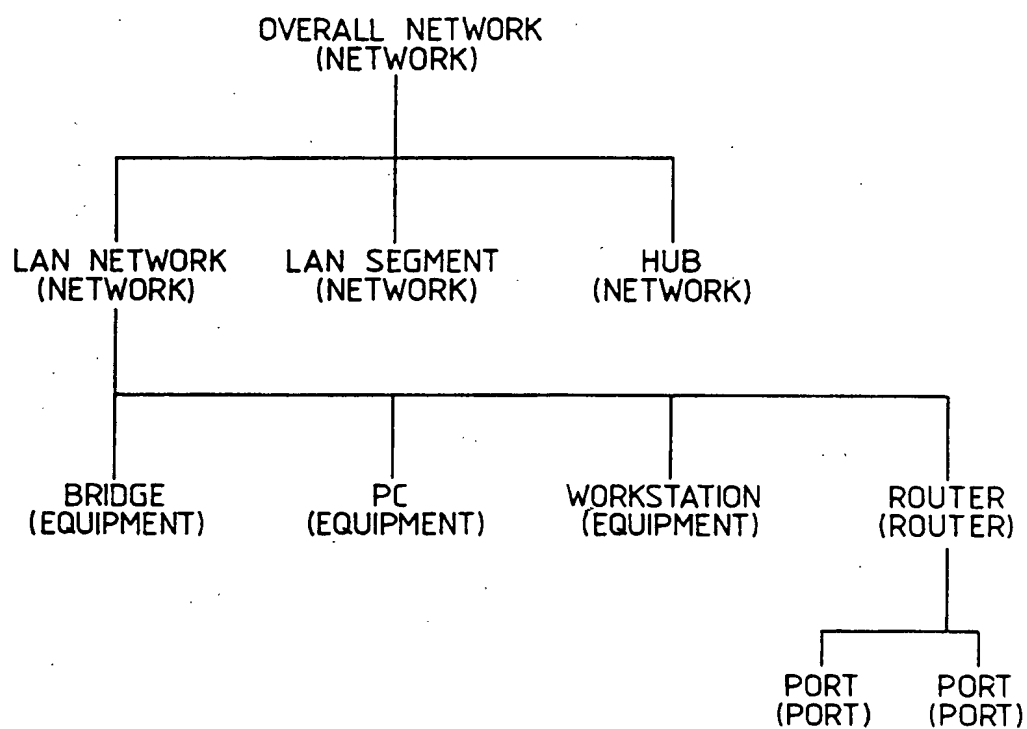 OVERALL NETWORK
(NETWORK)
LAN NETWORK
(NETWORK)
LAN SEGMENT
(NETWORK)
HUB
(NETWORK)
BRIDGE
(EQUIPMENT)
PC
(EQUIPMENT)
WORKSTATION
(EQUIPMENT)
ROUTER
(ROUTER)
PORT
(PORT)
PORT
(PORT)